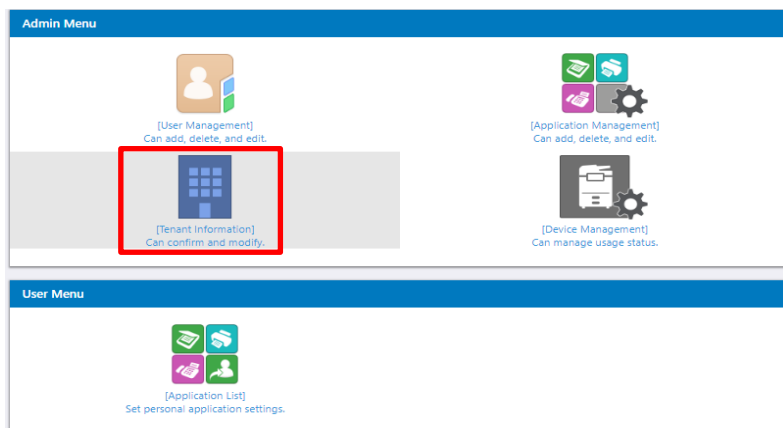 Admin Menu
[User Management]
Can add, delete, and edit.
[Application Management]
Can add, delete, and edit.
[Tenant Information]
Can confirm and modify.
[Device Management]
Can manage usage status.
User Menu
[Application List]
Set personal application settings.